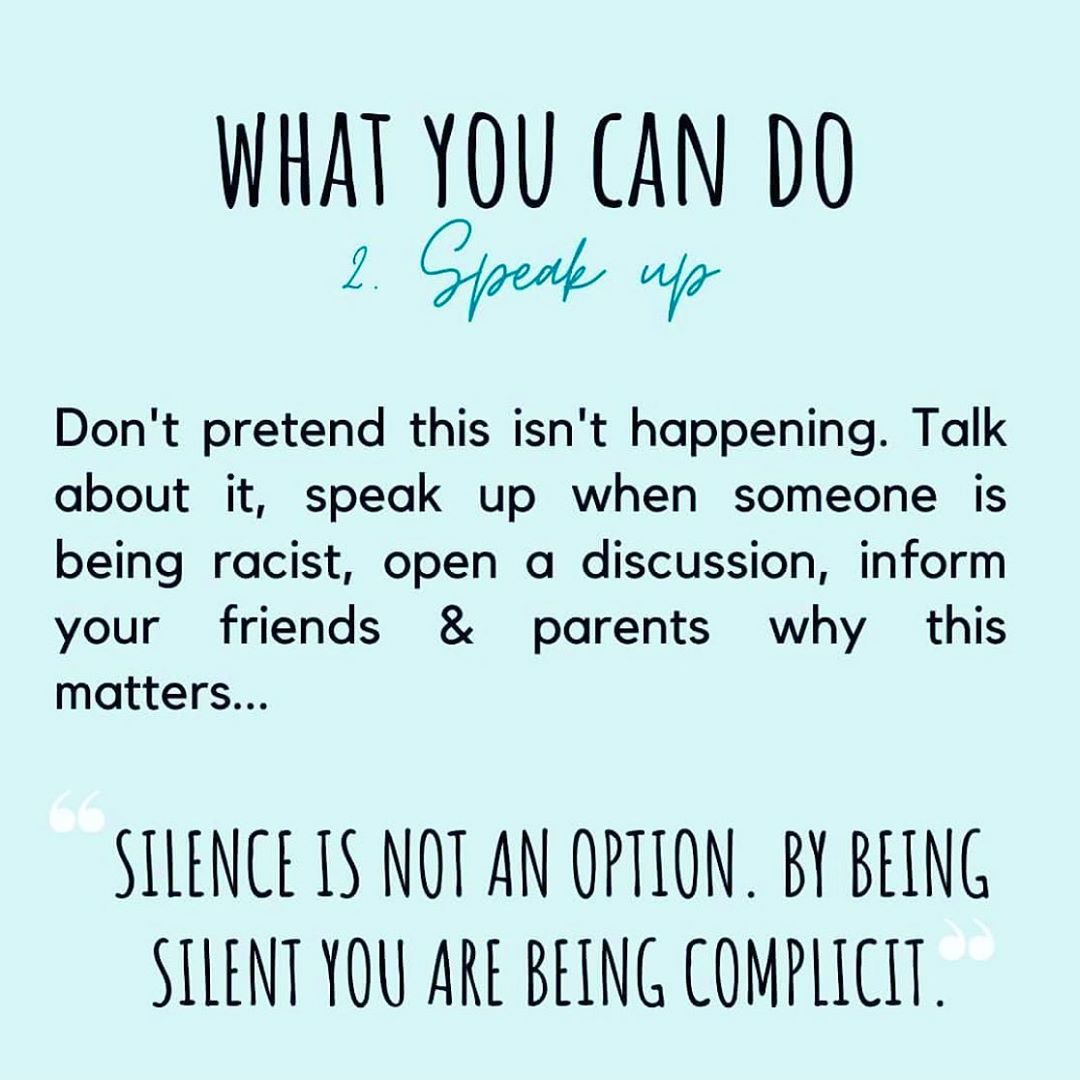 WHAT YOU CAN DO
2. Speak up
Don't pretend this isn't happening. Talk
about it, speak up when someone is
being racist, open a discussion, inform
your friends & parents why this
matters...
“SILENCE IS NOT AN OPTION. BY BEING
SILENT YOU ARE BEING COMPLICIT.”